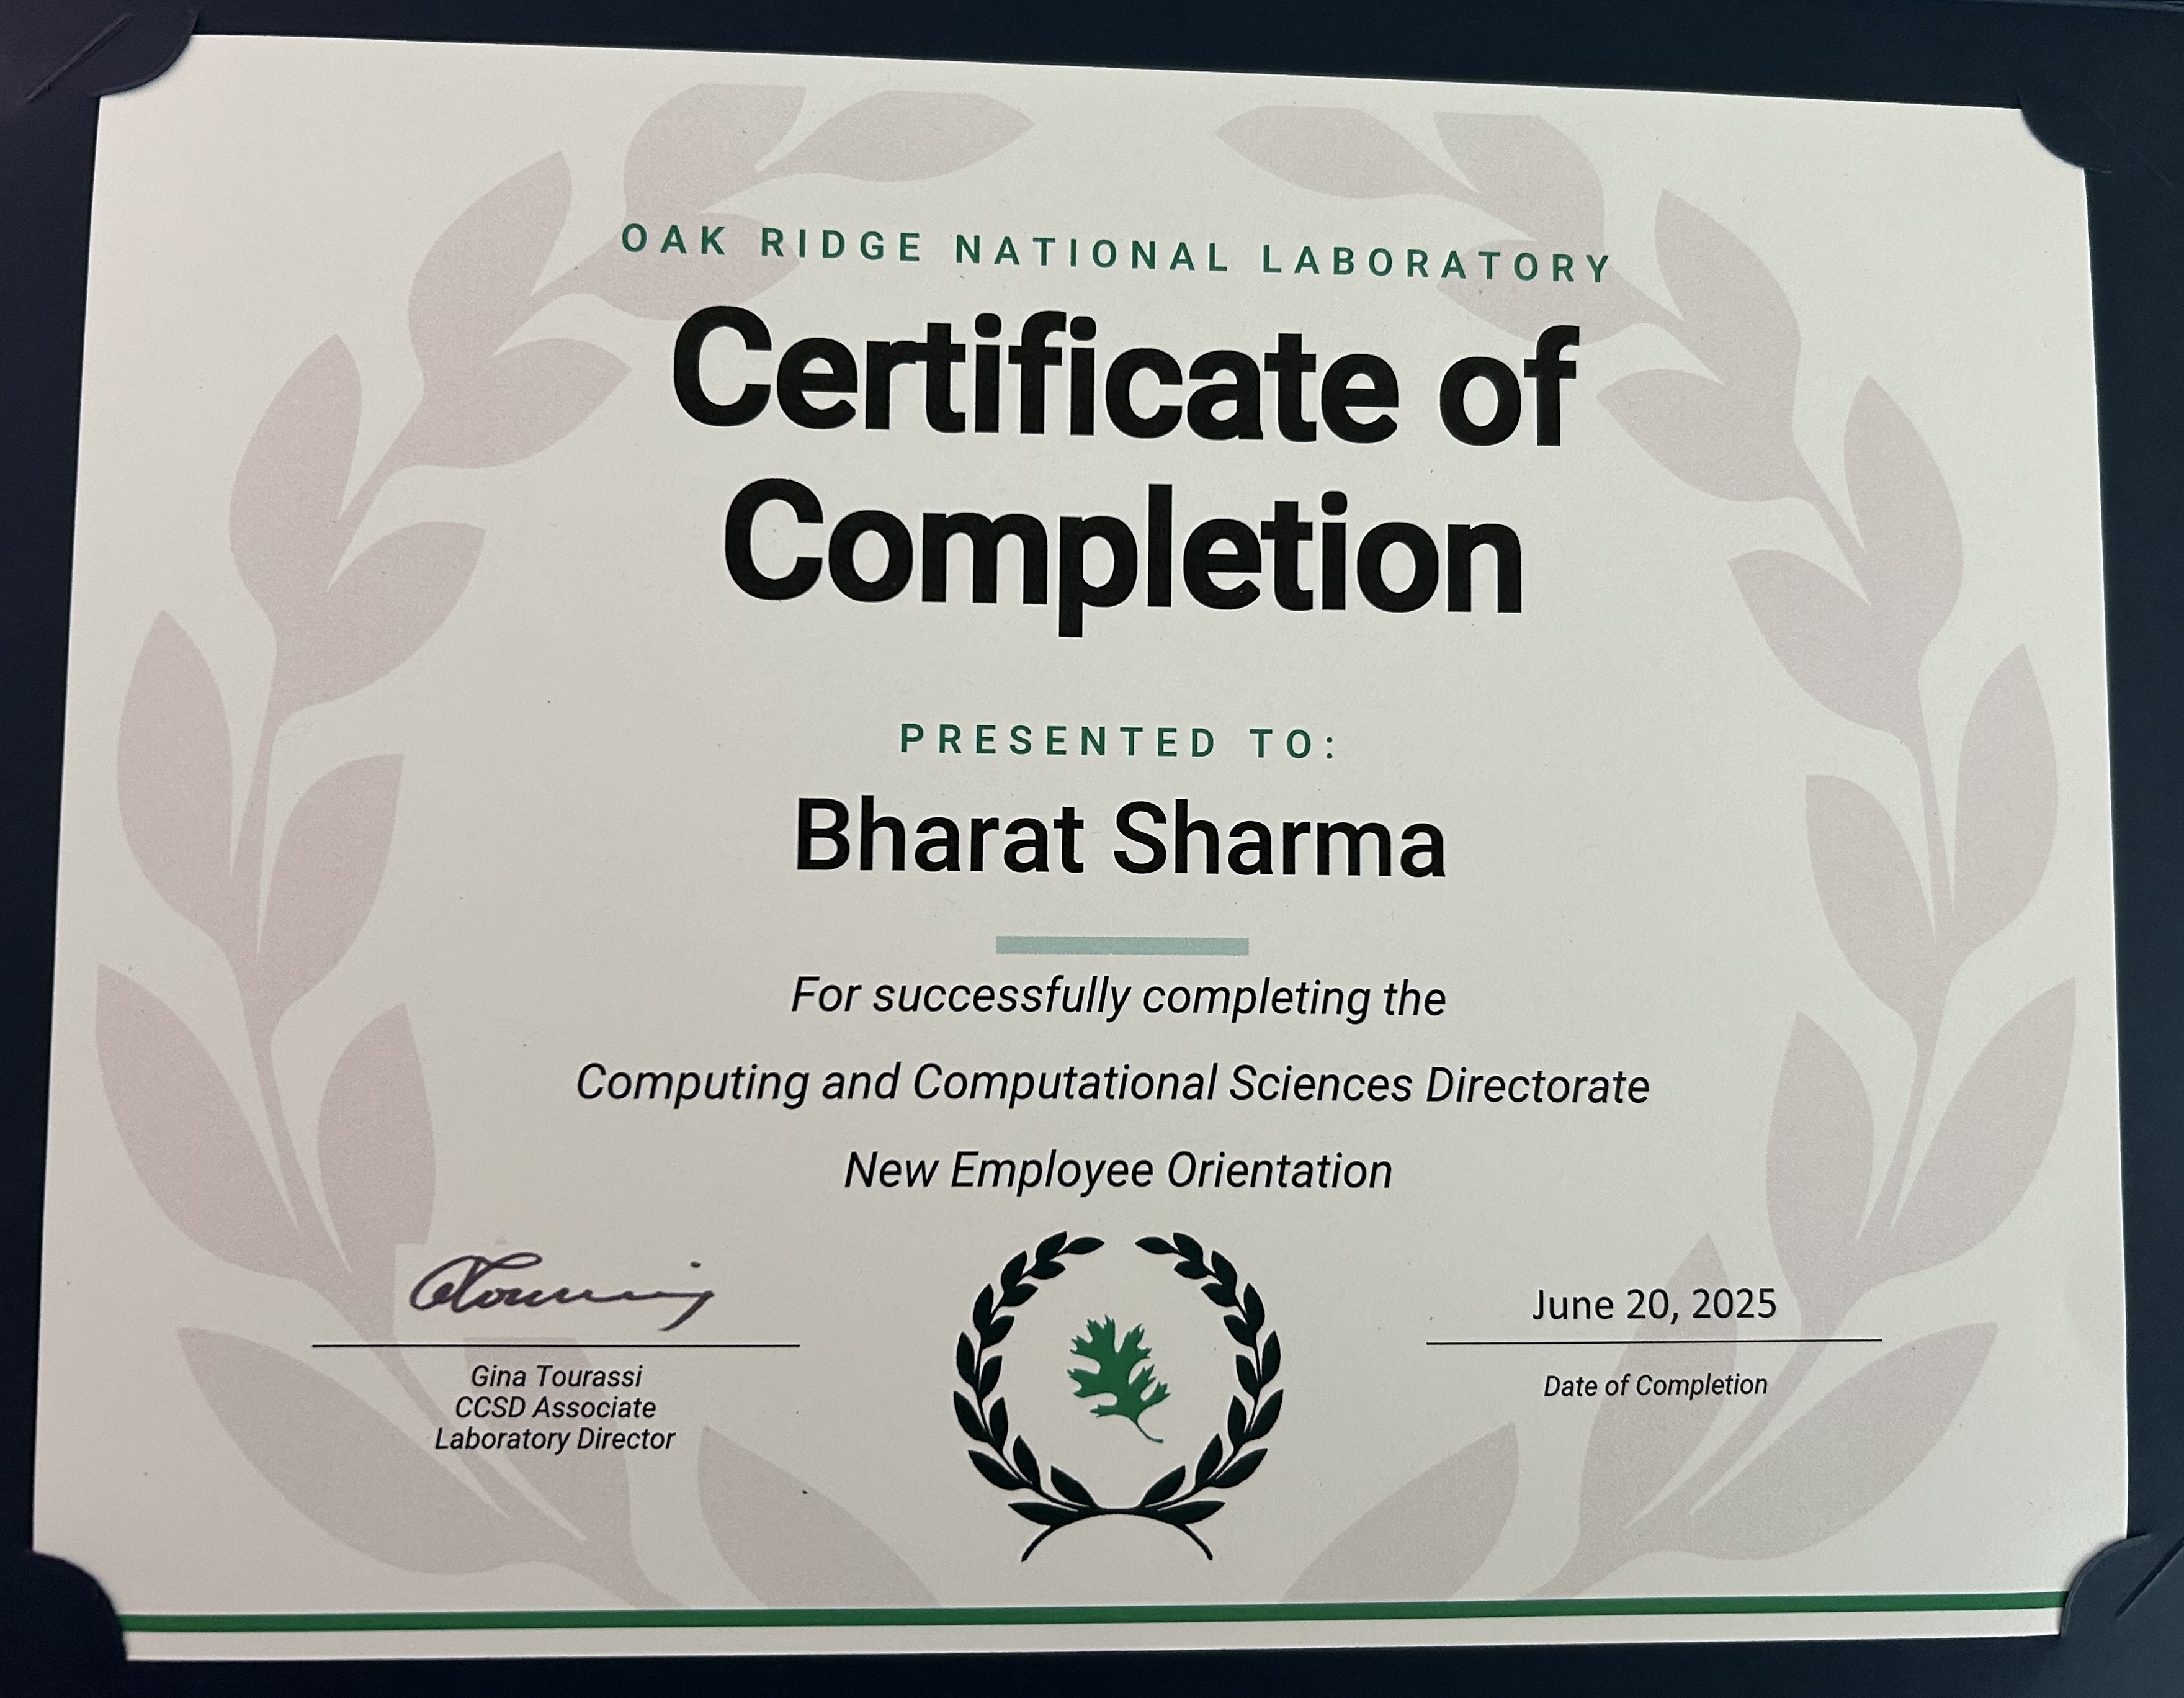 OAK RIDGE NATIONAL LABORATORY
Certificate of
Completion
PRESENTED TO:
Bharat Sharma
For successfully completing the
Computing and Computational Sciences Directorate
New Employee Orientation
June 20, 2025
Gina Tourassi
CCSD Associate
Laboratory Director
Date of Completion